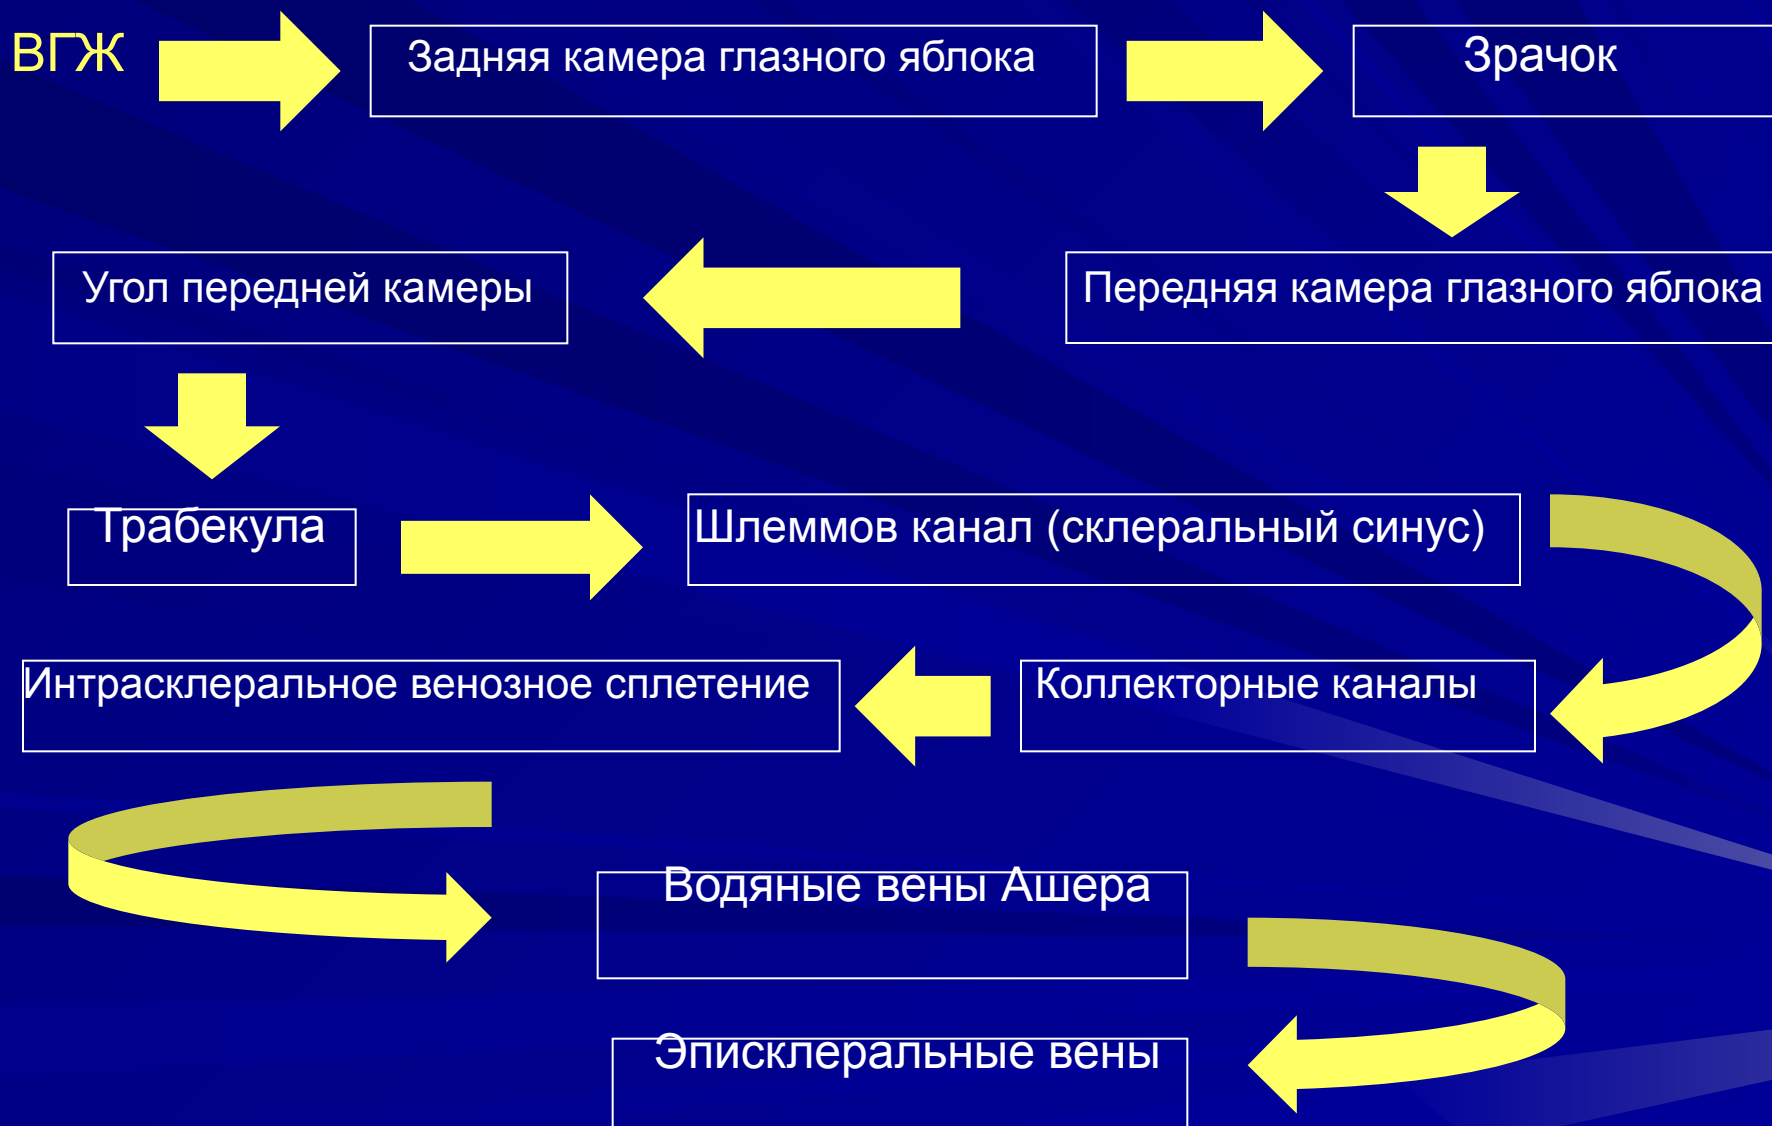 ВГЖ
Задняя камера глазного яблока
Зрачок
Передняя камера глазного яблока
Угол передней камеры
Трабекула
Шлеммов канал (склеральный синус)
Коллекторные каналы
Интрасклеральное венозное сплетение
Водяные вены Ашера
Эписклеральные вены